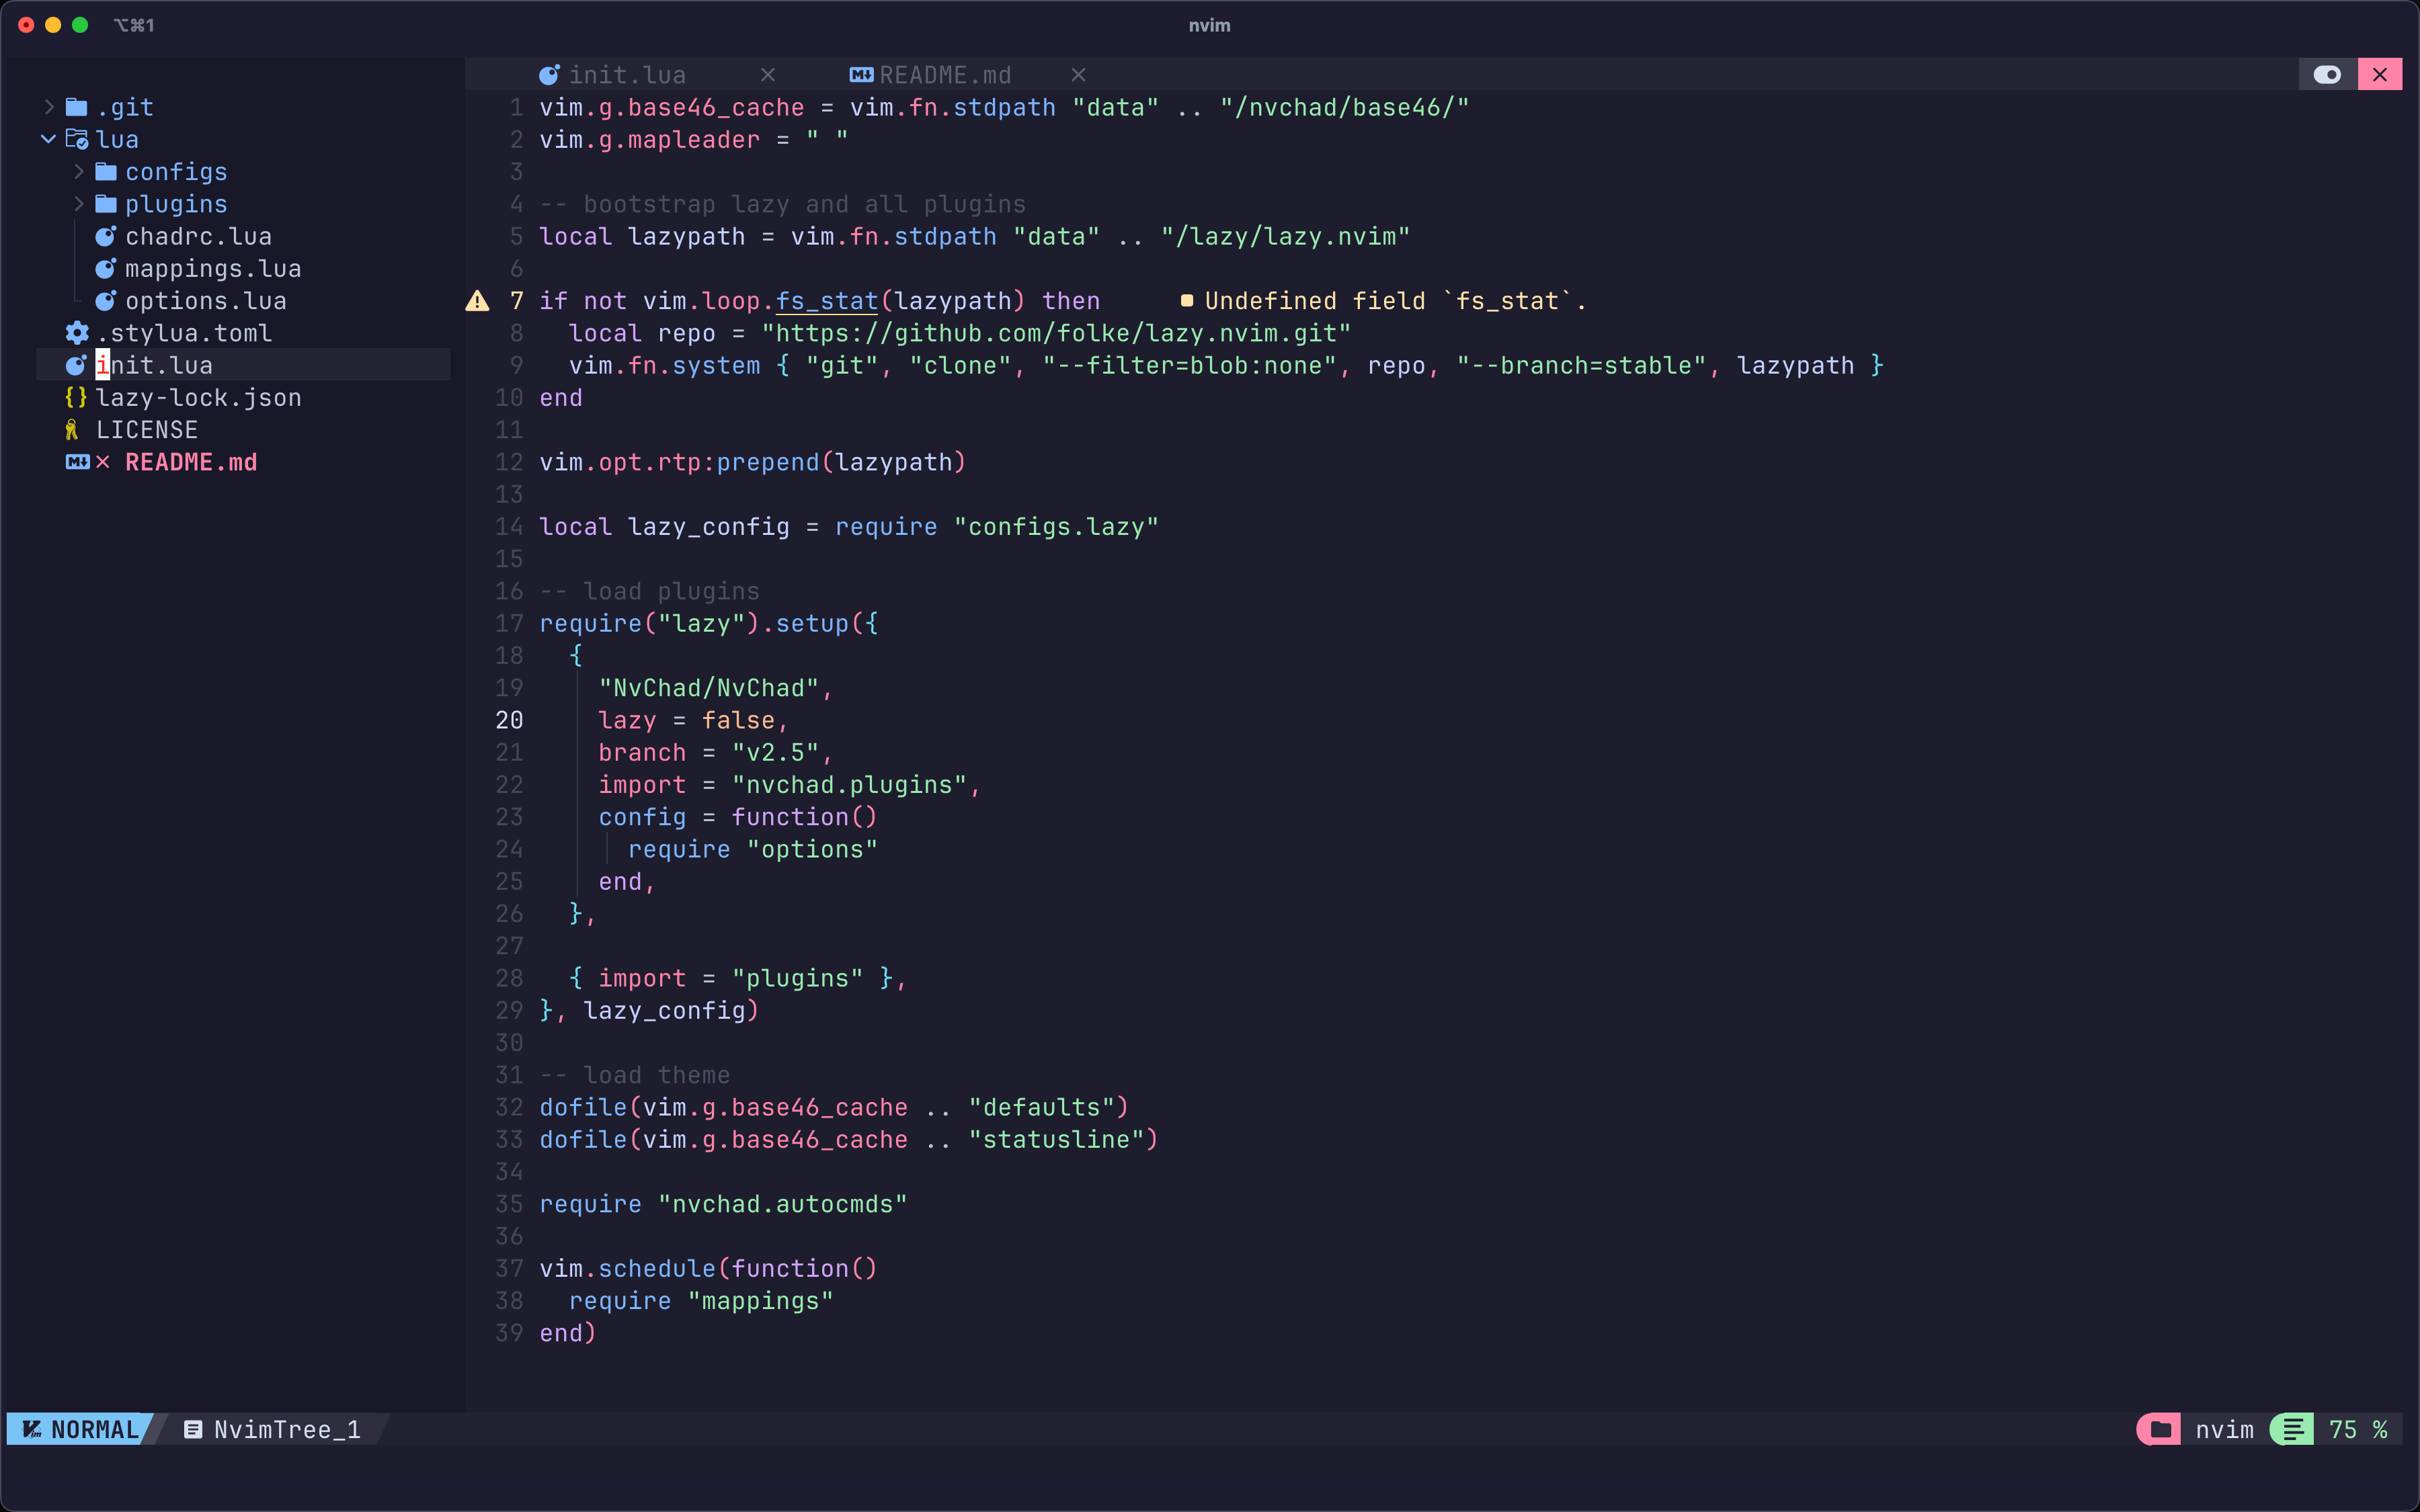 ⌥⌘1
nvim
init.lua
README.md
.git
lua
configs
plugins
chadrc.lua
mappings.lua
options.lua
.stylua.toml
init.lua
lazy-lock.json
LICENSE
README.md
1 vim.g.base46_cache = vim.fn.stdpath "data" .. "/nvchad/base46/"
2 vim.g.mapleader = " "
3
4 -- bootstrap lazy and all plugins
5 local lazypath = vim.fn.stdpath "data" .. "/lazy/lazy.nvim"
6
7 if not vim.loop.fs_stat(lazypath) then Undefined field `fs_stat`.
8 local repo = "https://github.com/folke/lazy.nvim.git"
9 vim.fn.system { "git", "clone", "--filter=blob:none", repo, "--branch=stable", lazypath }
10 end
11
12 vim.opt.rtp:prepend(lazypath)
13
14 local lazy_config = require "configs.lazy"
15
16 -- load plugins
17 require("lazy").setup({
18 {
19 "NvChad/NvChad",
20 lazy = false,
21 branch = "v2.5",
22 import = "nvchad.plugins",
23 config = function()
24 require "options"
25 end,
26 },
27
28 { import = "plugins" },
29 }, lazy_config)
30
31 -- load theme
32 dofile(vim.g.base46_cache .. "defaults")
33 dofile(vim.g.base46_cache .. "statusline")
34
35 require "nvchad.autocmds"
36
37 vim.schedule(function()
38 require "mappings"
39 end)
NORMAL NvimTree_1 nvim 75 %